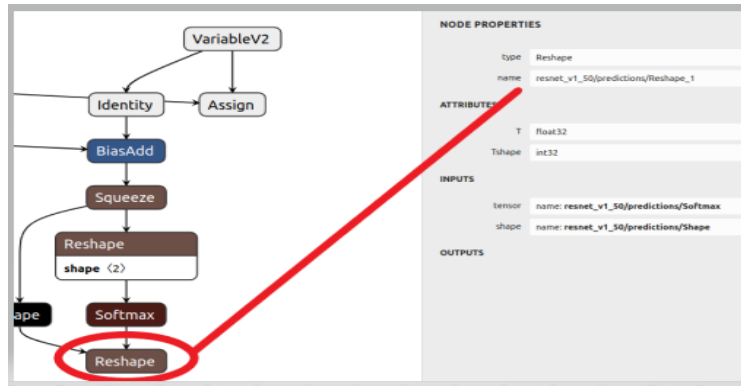 VariableV2
Identity
Assign
BiasAdd
Squeeze
Reshape
shape ⟨2⟩
ape
Softmax
Reshape
NODE PROPERTIES
type Reshape
name resnet_v1_50/predictions/Reshape_1
ATTRIBUTES
T float32
Tshape int32
INPUTS
tensor name: resnet_v1_50/predictions/Softmax
shape name: resnet_v1_50/predictions/Shape
OUTPUTS